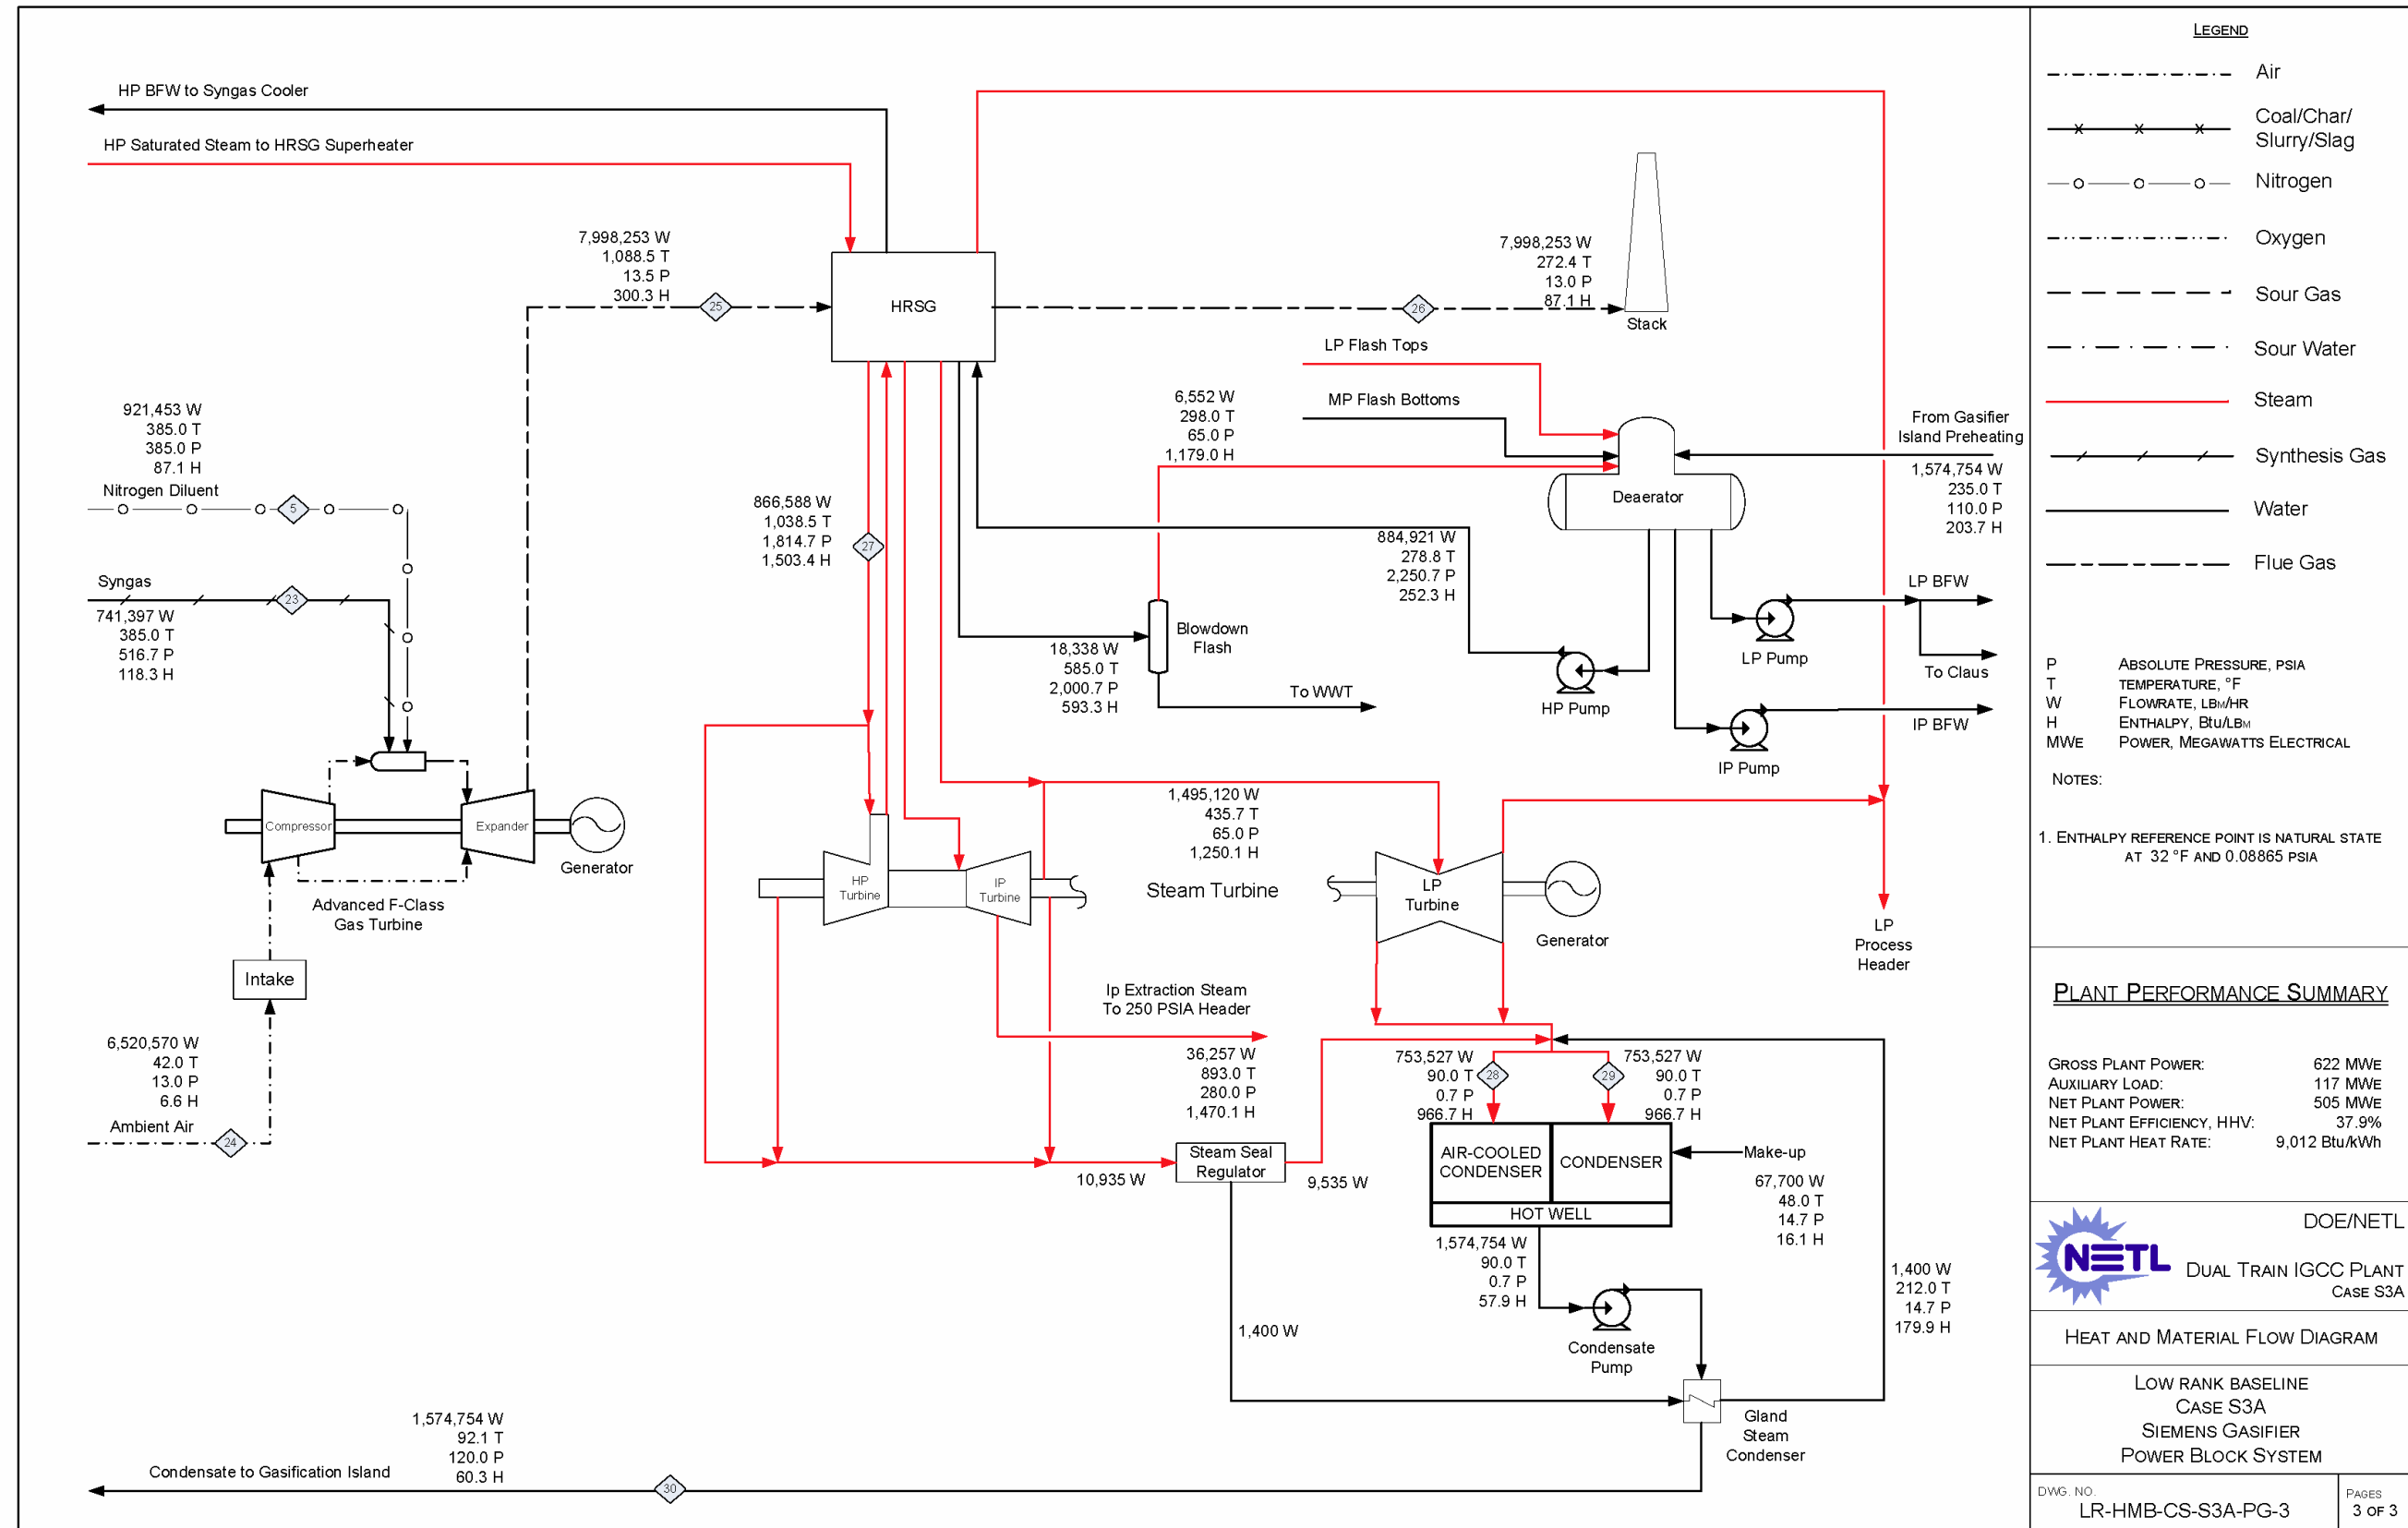 HP BFW to Syngas Cooler
HP Saturated Steam to HRSG Superheater
7,998,253 W
1,088.5 T
13.5 P
300.3 H
25
HRSG
7,998,253 W
272.4 T
13.0 P
87.1 H
26
Stack
LP Flash Tops
MP Flash Bottoms
6,552 W
298.0 T
65.0 P
1,179.0 H
From Gasifier
Island Preheating
1,574,754 W
235.0 T
110.0 P
203.7 H
Deaerator
921,453 W
385.0 T
385.0 P
87.1 H
Nitrogen Diluent
5
Syngas
23
741,397 W
385.0 T
516.7 P
118.3 H
866,588 W
1,038.5 T
1,814.7 P
1,503.4 H
27
884,921 W
278.8 T
2,250.7 P
252.3 H
Blowdown
Flash
18,338 W
585.0 T
2,000.7 P
593.3 H
To WWT
HP Pump
LP Pump
LP BFW
To Claus
IP Pump
IP BFW
Compressor
Expander
Generator
Advanced F-Class
Gas Turbine
Intake
6,520,570 W
42.0 T
13.0 P
6.6 H
Ambient Air
24
1,495,120 W
435.7 T
65.0 P
1,250.1 H
Steam Turbine
HP
Turbine
IP
Turbine
LP
Turbine
Generator
LP
Process
Header
Ip Extraction Steam
To 250 PSIA Header
36,257 W
893.0 T
280.0 P
1,470.1 H
753,527 W
90.0 T
0.7 P
966.7 H
28
29
753,527 W
90.0 T
0.7 P
966.7 H
Steam Seal
Regulator
10,935 W
9,535 W
AIR-COOLED
CONDENSER
CONDENSER
HOT WELL
Make-up
67,700 W
48.0 T
14.7 P
16.1 H
1,574,754 W
90.0 T
0.7 P
57.9 H
1,400 W
212.0 T
14.7 P
179.9 H
1,400 W
Condensate
Pump
Gland
Steam
Condenser
1,574,754 W
92.1 T
120.0 P
60.3 H
Condensate to Gasification Island
30
LEGEND
Air
Coal/Char/
Slurry/Slag
Nitrogen
Oxygen
Sour Gas
Sour Water
Steam
Synthesis Gas
Water
Flue Gas
P ABSOLUTE PRESSURE, PSIA
T TEMPERATURE, °F
W FLOWRATE, LBM/HR
H ENTHALPY, Btu/LBM
MWE POWER, MEGAWATTS ELECTRICAL
NOTES:
1. ENTHALPY REFERENCE POINT IS NATURAL STATE
AT 32 °F AND 0.08865 PSIA
PLANT PERFORMANCE SUMMARY
GROSS PLANT POWER: 622 MWE
AUXILIARY LOAD: 117 MWE
NET PLANT POWER: 505 MWE
NET PLANT EFFICIENCY, HHV: 37.9%
NET PLANT HEAT RATE: 9,012 Btu/kWh
NETL
DOE/NETL
DUAL TRAIN IGCC PLANT
CASE S3A
HEAT AND MATERIAL FLOW DIAGRAM
LOW RANK BASELINE
CASE S3A
SIEMENS GASIFIER
POWER BLOCK SYSTEM
DWG. NO.
LR-HMB-CS-S3A-PG-3
PAGES
3 OF 3